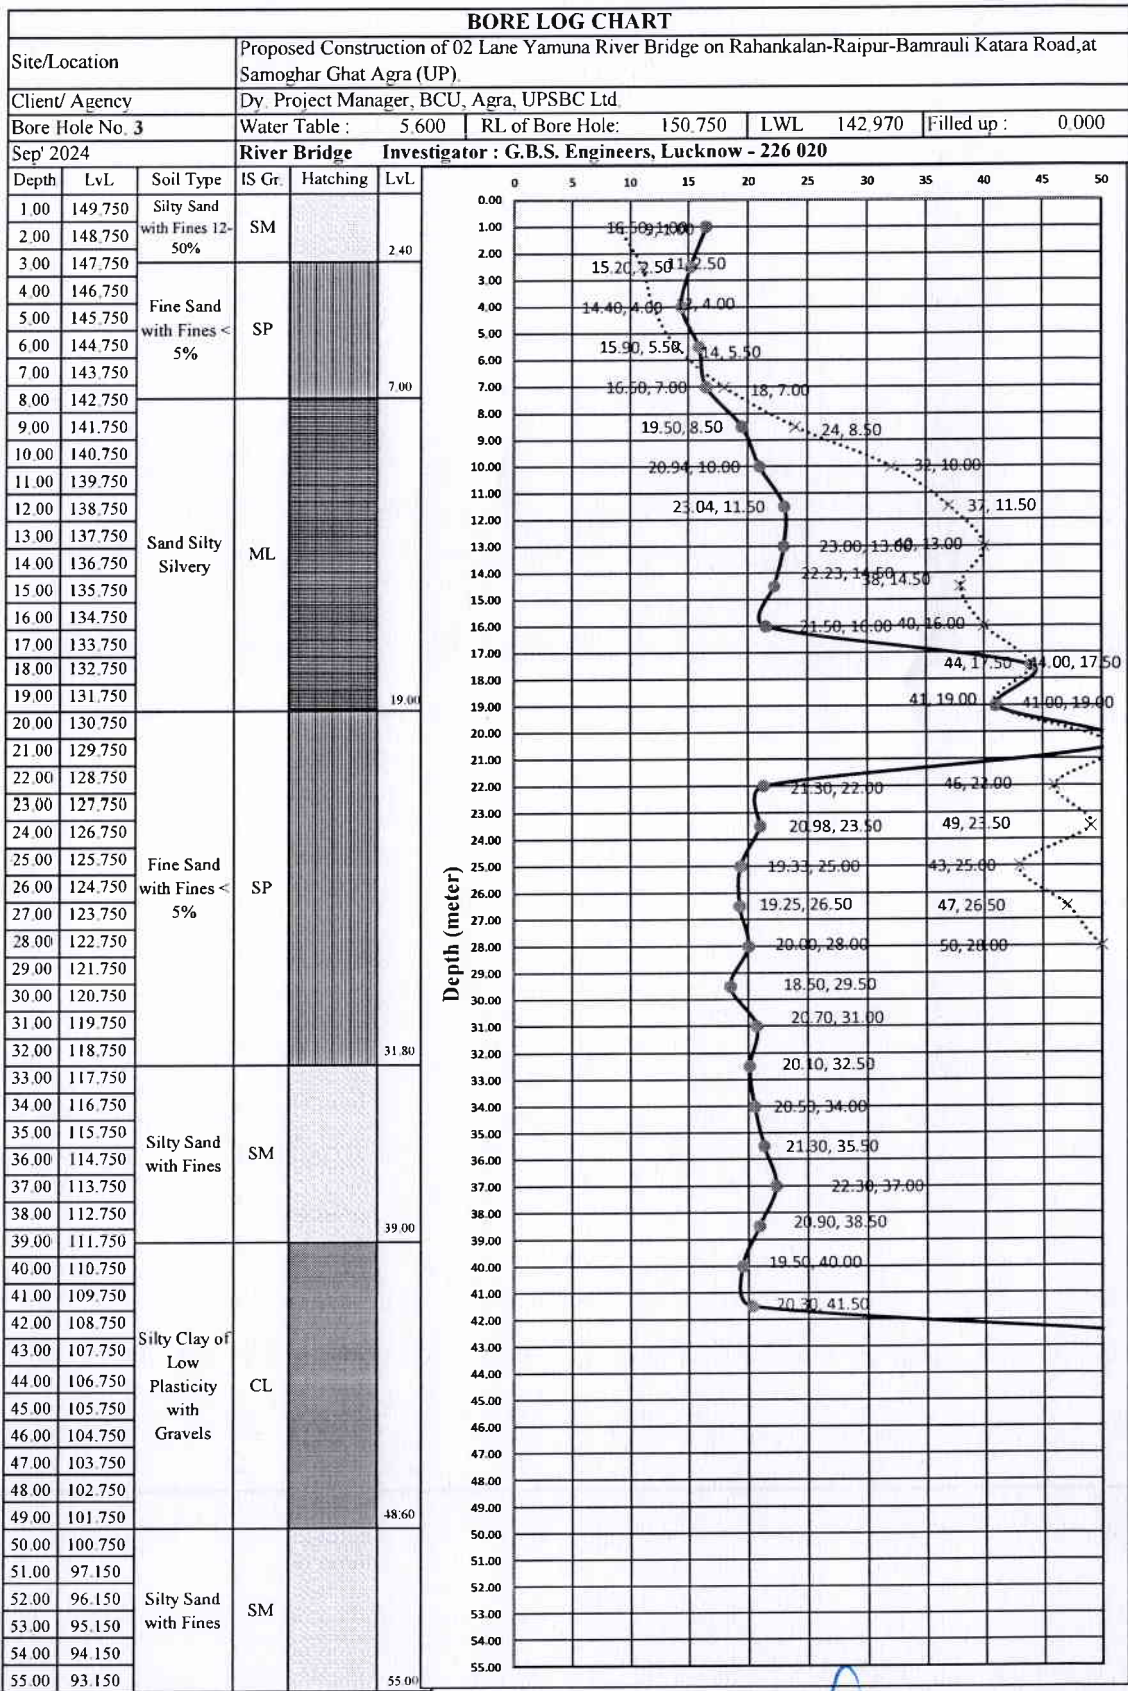 BORE LOG CHART
Site/Location
Proposed Construction of 02 Lane Yamuna River Bridge on Rahankalan-Raipur-Bamrauli Katara Road,at
Samoghar Ghat Agra (UP).
Client/ Agency Dy. Project Manager, BCU, Agra, UPSBC Ltd.
Bore Hole No. 3 Water Table : 5.600 RL of Bore Hole: 150.750 LWL 142.970 Filled up : 0.000
Sep' 2024 River Bridge Investigator : G.B.S. Engineers, Lucknow - 226 020
Depth LvL Soil Type IS Gr. Hatching LvL
1.00 149.750
2.00 148.750
3.00 147.750
4.00 146.750
5.00 145.750
6.00 144.750
7.00 143.750
8.00 142.750
9.00 141.750
10.00 140.750
11.00 139.750
12.00 138.750
13.00 137.750
14.00 136.750
15.00 135.750
16.00 134.750
17.00 133.750
18.00 132.750
19.00 131.750
20.00 130.750
21.00 129.750
22.00 128.750
23.00 127.750
24.00 126.750
25.00 125.750
26.00 124.750
27.00 123.750
28.00 122.750
29.00 121.750
30.00 120.750
31.00 119.750
32.00 118.750
33.00 117.750
34.00 116.750
35.00 115.750
36.00 114.750
37.00 113.750
38.00 112.750
39.00 111.750
40.00 110.750
41.00 109.750
42.00 108.750
43.00 107.750
44.00 106.750
45.00 105.750
46.00 104.750
47.00 103.750
48.00 102.750
49.00 101.750
50.00 100.750
51.00 97.150
52.00 96.150
53.00 95.150
54.00 94.150
55.00 93.150
Silty Sand
with Fines 12-
50%
SM
2.40
Fine Sand
with Fines <
5%
SP
7.00
Sand Silty
Silvery
ML
19.00
Fine Sand
with Fines <
5%
SP
31.80
Silty Sand
with Fines
SM
39.00
Silty Clay of
Low
Plasticity
with
Gravels
CL
48.60
Silty Sand
with Fines
SM
55.00
0 5 10 15 20 25 30 35 40 45 50
Depth (meter)
0.00
1.00
2.00
3.00
4.00
5.00
6.00
7.00
8.00
9.00
10.00
11.00
12.00
13.00
14.00
15.00
16.00
17.00
18.00
19.00
20.00
21.00
22.00
23.00
24.00
25.00
26.00
27.00
28.00
29.00
30.00
31.00
32.00
33.00
34.00
35.00
36.00
37.00
38.00
39.00
40.00
41.00
42.00
43.00
44.00
45.00
46.00
47.00
48.00
49.00
50.00
51.00
52.00
53.00
54.00
55.00
16.50, 1.00
15.20, 2.50 11, 2.50
14.40, 4.00
15.90, 5.50 14, 5.50
16.50, 7.00 18, 7.00
19.50, 8.50 24, 8.50
20.94, 10.00 32, 10.00
23.04, 11.50 37, 11.50
23.00, 13.00 40, 13.00
22.23, 14.50 38, 14.50
21.50, 16.00 40, 16.00
44, 17.50 44.00, 17.50
41, 19.00 41.00, 19.00
21.30, 22.00 46, 22.00
20.98, 23.50 49, 23.50
19.33, 25.00 43, 25.00
19.25, 26.50 47, 26.50
20.00, 28.00 50, 28.00
18.50, 29.50
20.70, 31.00
20.10, 32.50
20.50, 34.00
21.30, 35.50
22.30, 37.00
20.90, 38.50
19.50, 40.00
20.30, 41.50